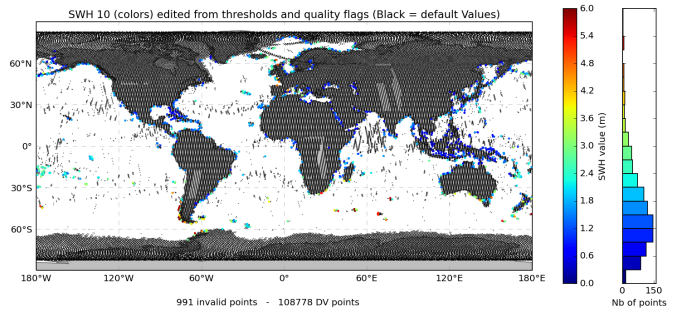 SWH 10 (colors) edited from thresholds and quality flags (Black = default Values)
60°N
30°N
0°
30°S
60°S
180°W
120°W
60°W
0°
60°E
120°E
180°E
991 invalid points - 108778 DV points
6.0
5.4
4.8
4.2
3.6
3.0
2.4
1.8
1.2
0.6
0.0
SWH value (m)
0
150
Nb of points